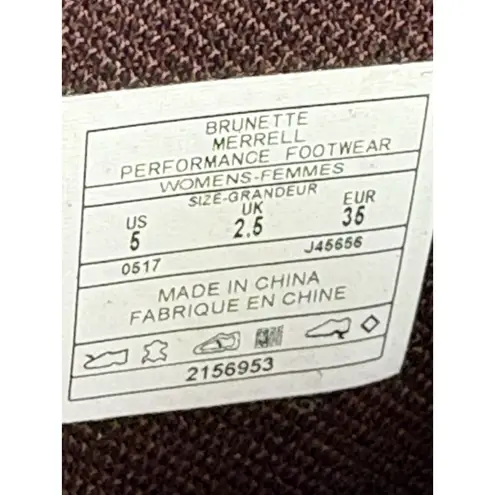 BRUNETTE
MERRELL
PERFORMANCE FOOTWEAR
WOMENS-FEMMES
SIZE-GRANDEUR
US UK EUR
5 2.5 35
0517 J45656
MADE IN CHINA
FABRIQUE EN CHINE
2156953